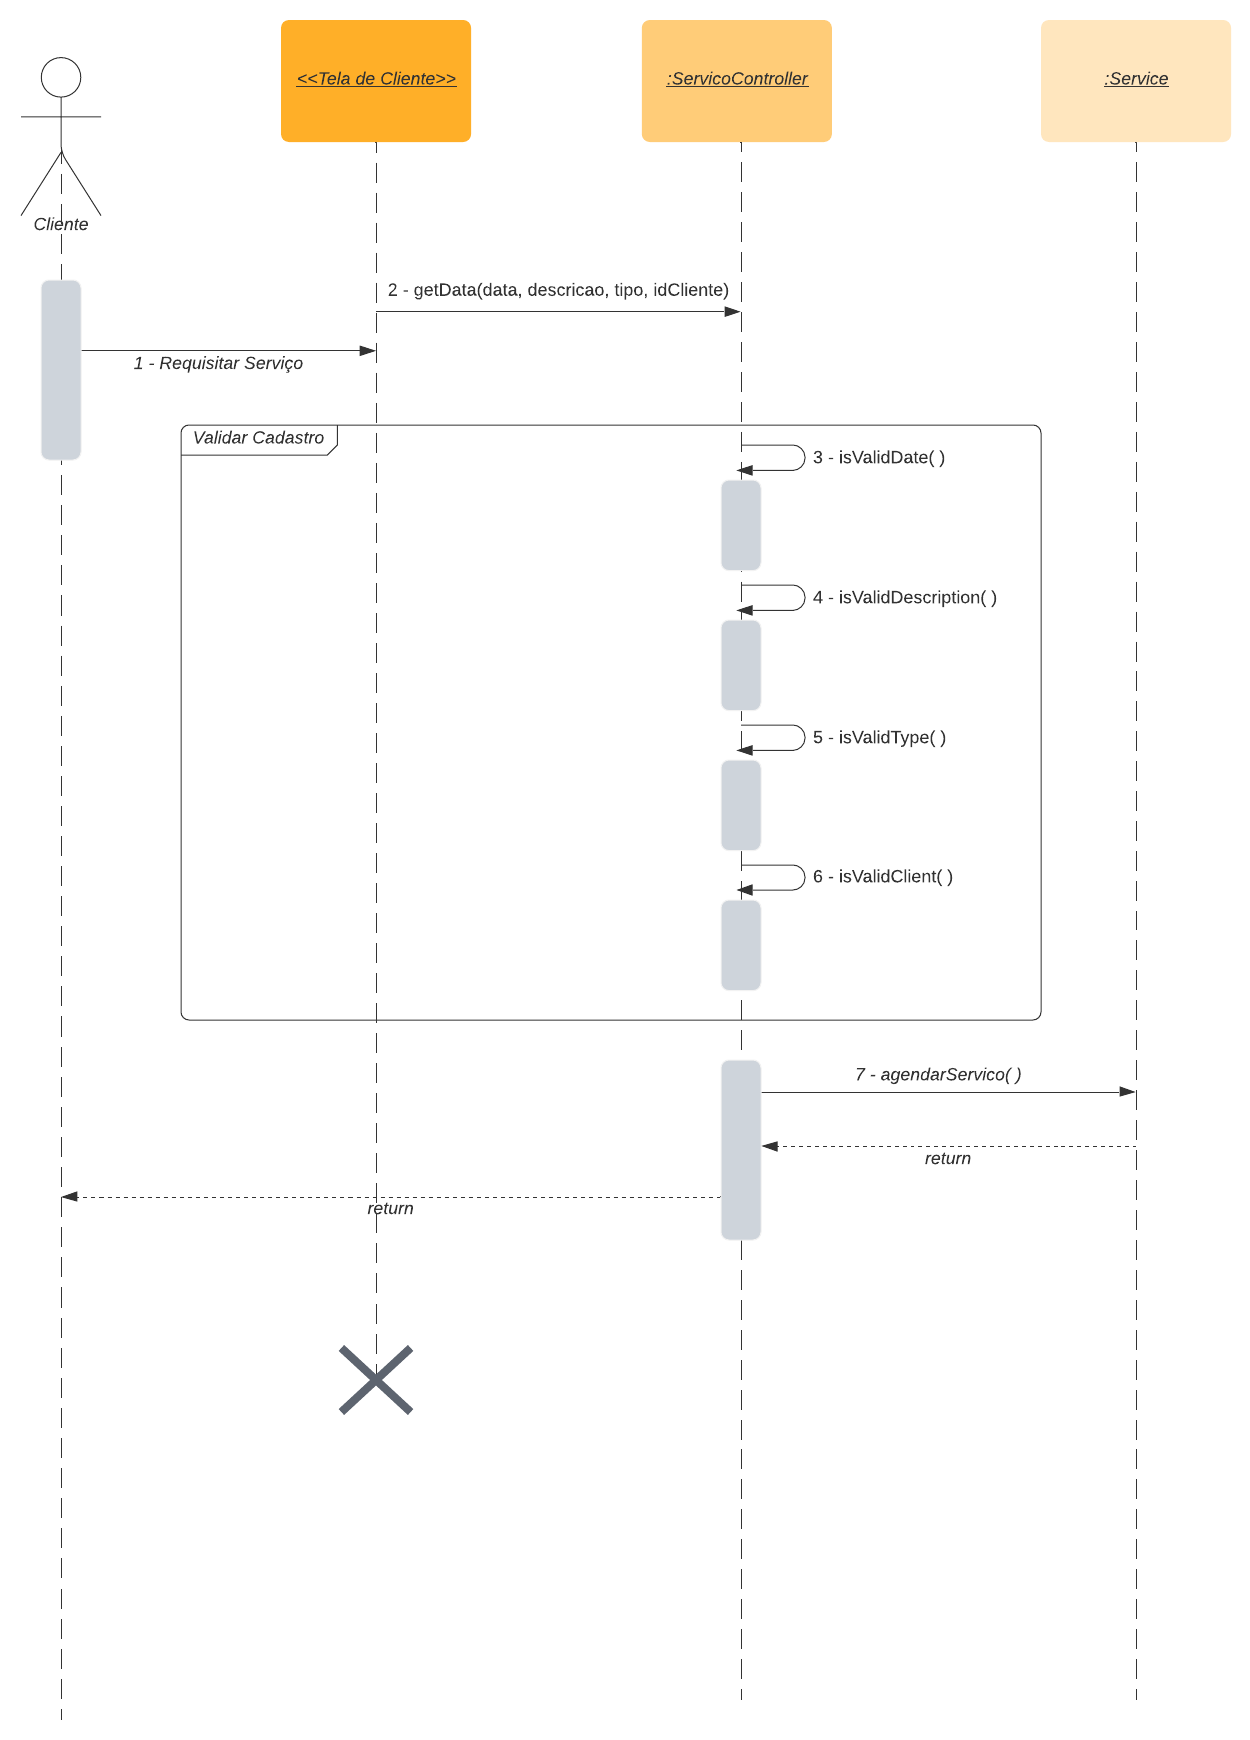 <<Tela de Cliente>>
:ServicoController
:Service
Cliente
2 - getData(data, descricao, tipo, idCliente)
1 - Requisitar Serviço
Validar Cadastro
3 - isValidDate( )
4 - isValidDescription( )
5 - isValidType( )
6 - isValidClient( )
7 - agendarServico( )
return
return